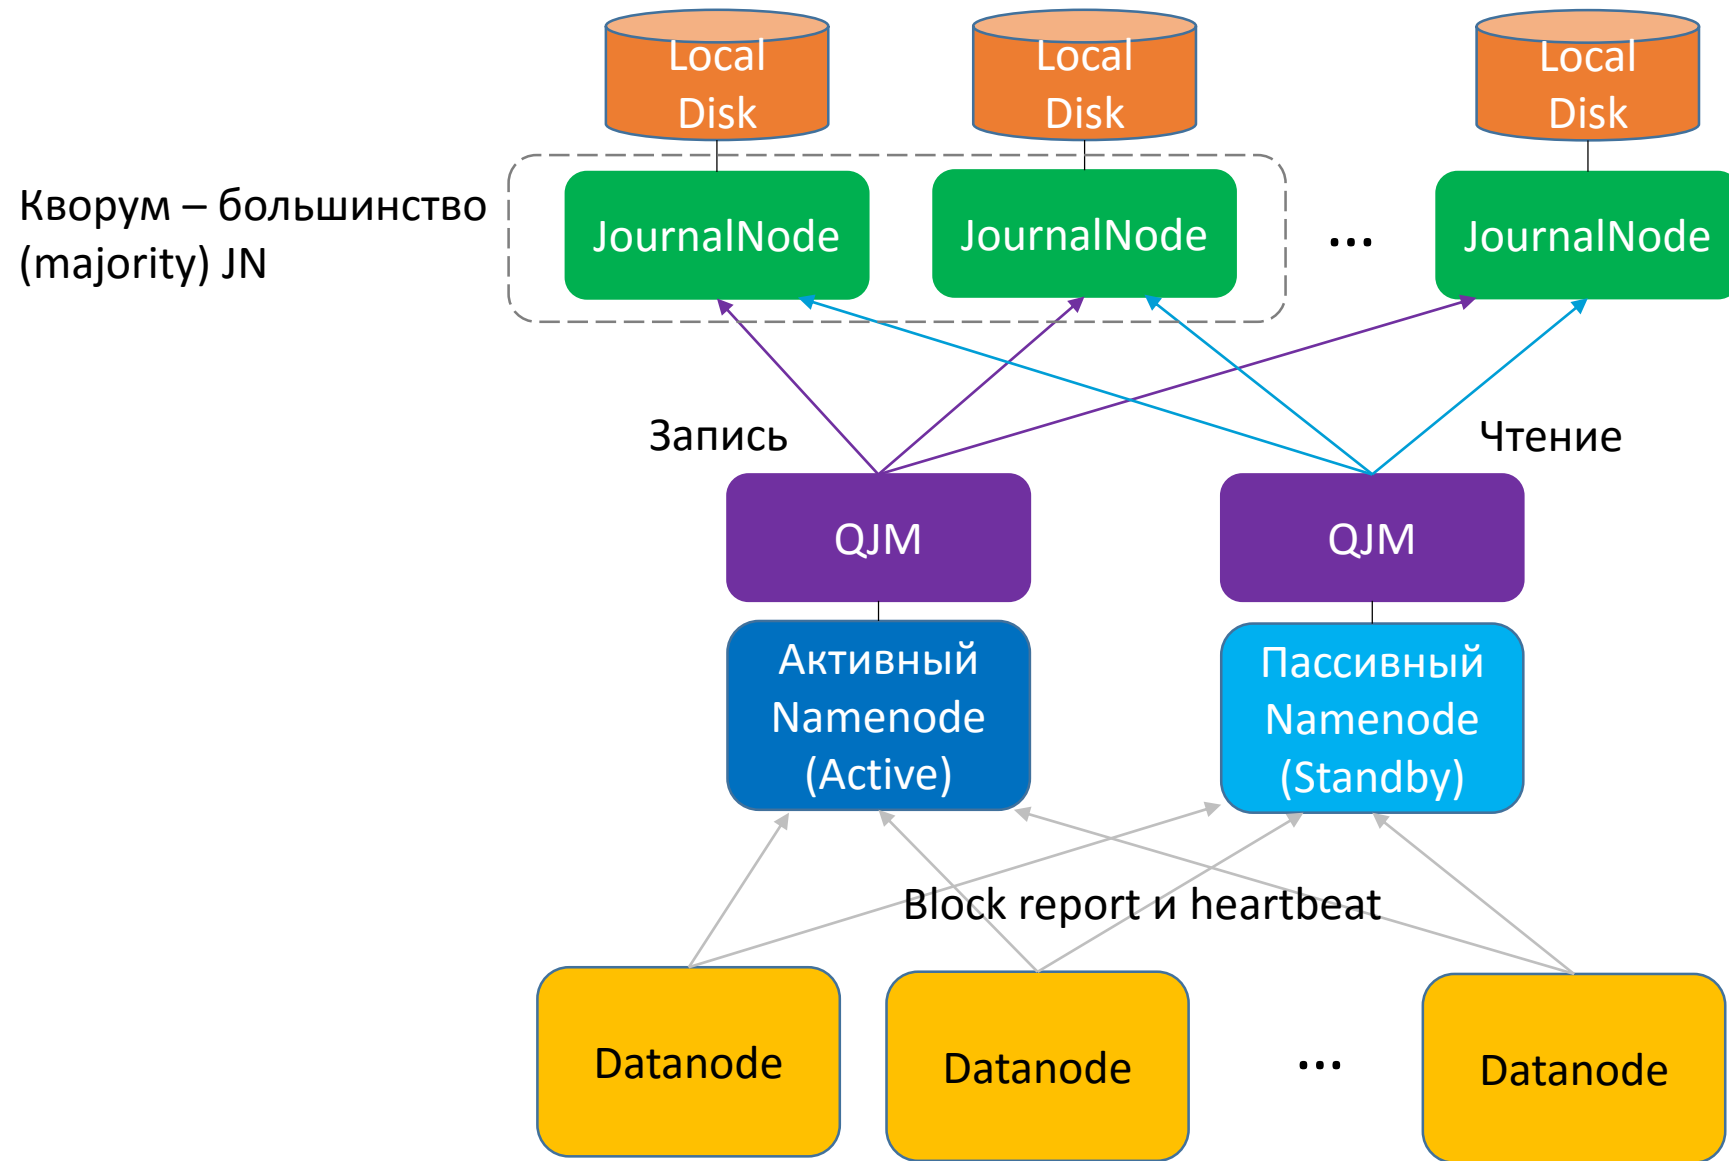 Local
Disk
Local
Disk
Local
Disk
Кворум – большинство
(majority) JN
JournalNode
JournalNode
...
JournalNode
Запись
Чтение
QJM
QJM
Активный
Namenode
(Active)
Пассивный
Namenode
(Standby)
Block report и heartbeat
Datanode
Datanode
...
Datanode